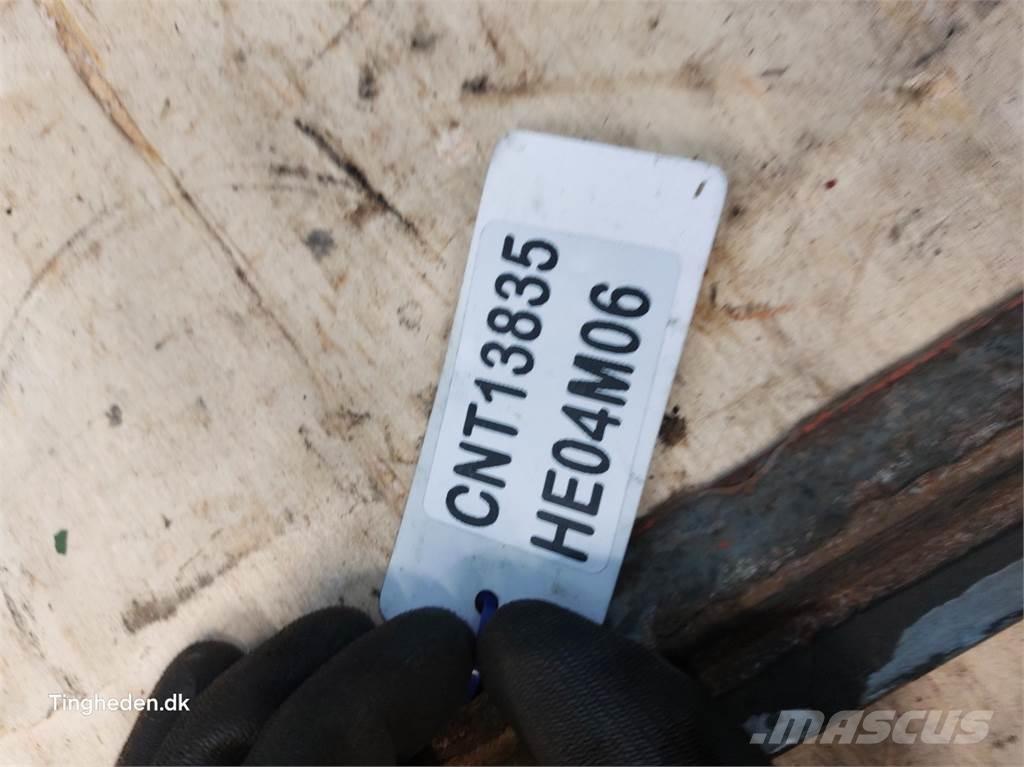 CNT13835
HE04M06
Tingheden.dk
MASCUS